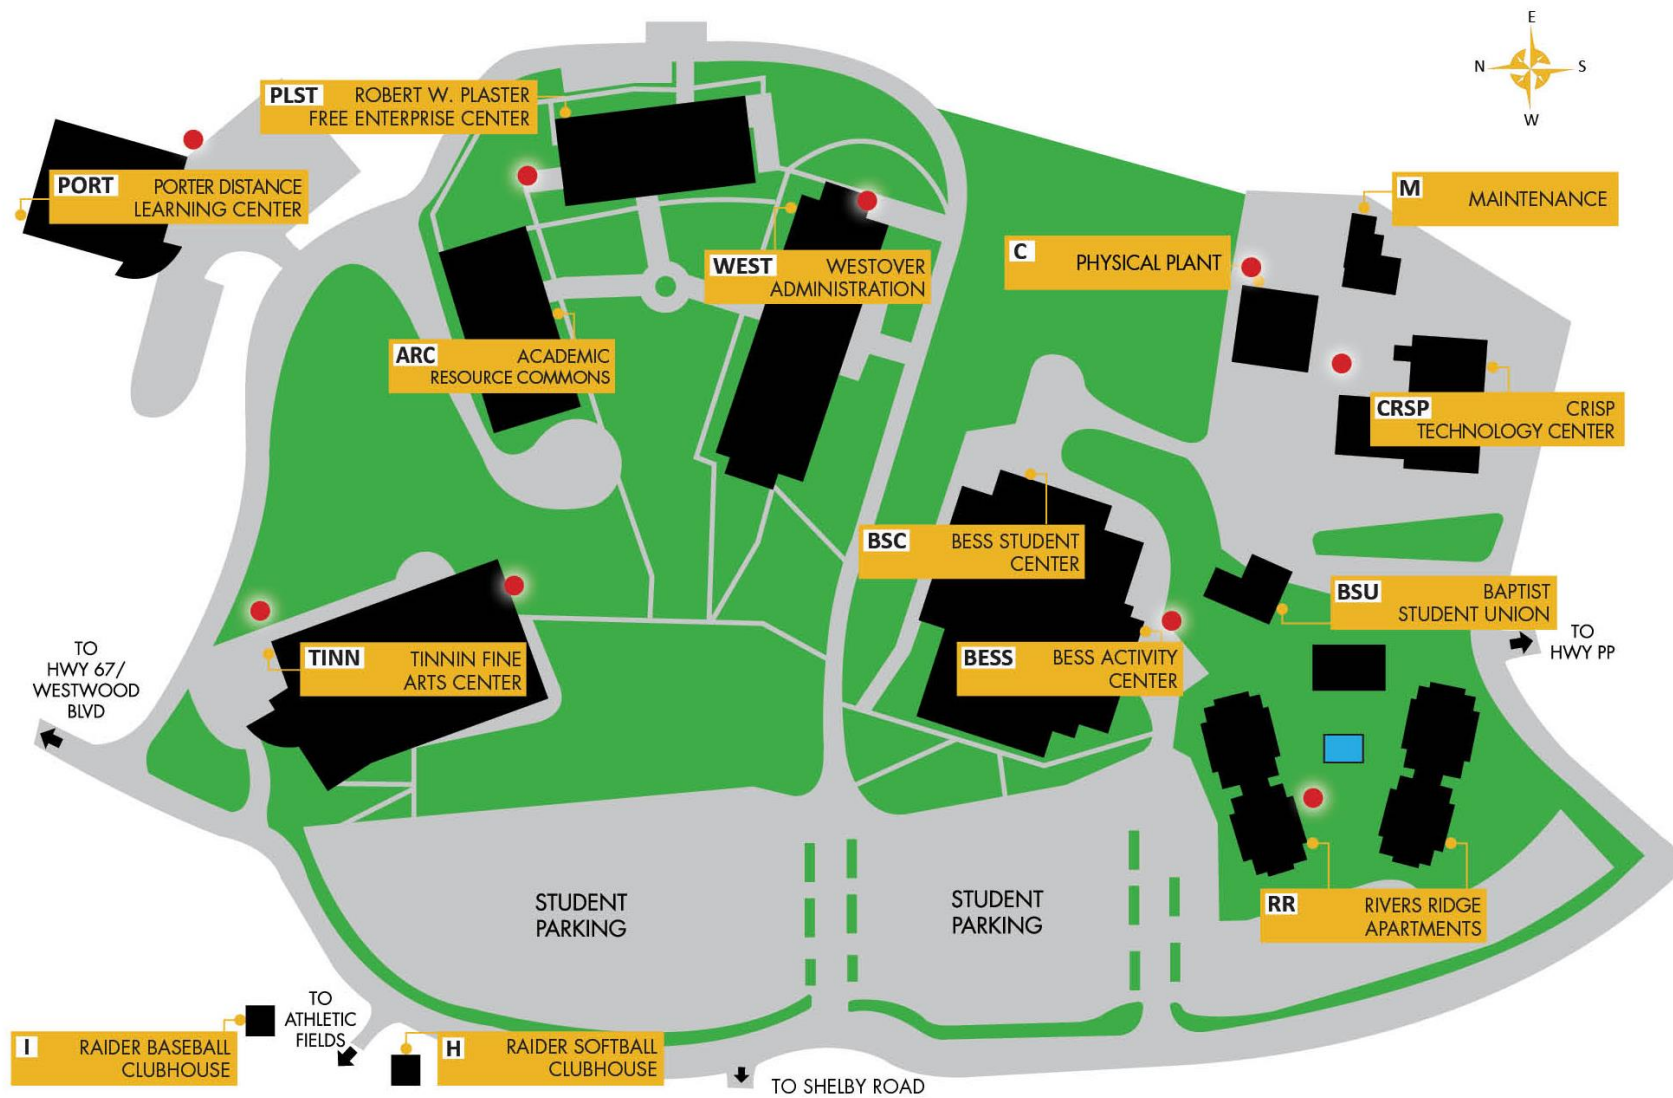 E
N
S
W
PLST
ROBERT W. PLASTER
FREE ENTERPRISE CENTER
PORT
PORTER DISTANCE
LEARNING CENTER
M
MAINTENANCE
C
PHYSICAL PLANT
WEST
WESTOVER
ADMINISTRATION
ARC
ACADEMIC
RESOURCE COMMONS
CRSP
CRISP
TECHNOLOGY CENTER
BSC
BESS STUDENT
CENTER
BSU
BAPTIST
STUDENT UNION
TO
HWY PP
TINN
TINNIN FINE
ARTS CENTER
BESS
BESS ACTIVITY
CENTER
TO
HWY 67/
WESTWOOD
BLVD
STUDENT
PARKING
STUDENT
PARKING
RR
RIVERS RIDGE
APARTMENTS
TO
ATHLETIC
FIELDS
I
RAIDER BASEBALL
CLUBHOUSE
H
RAIDER SOFTBALL
CLUBHOUSE
TO SHELBY ROAD